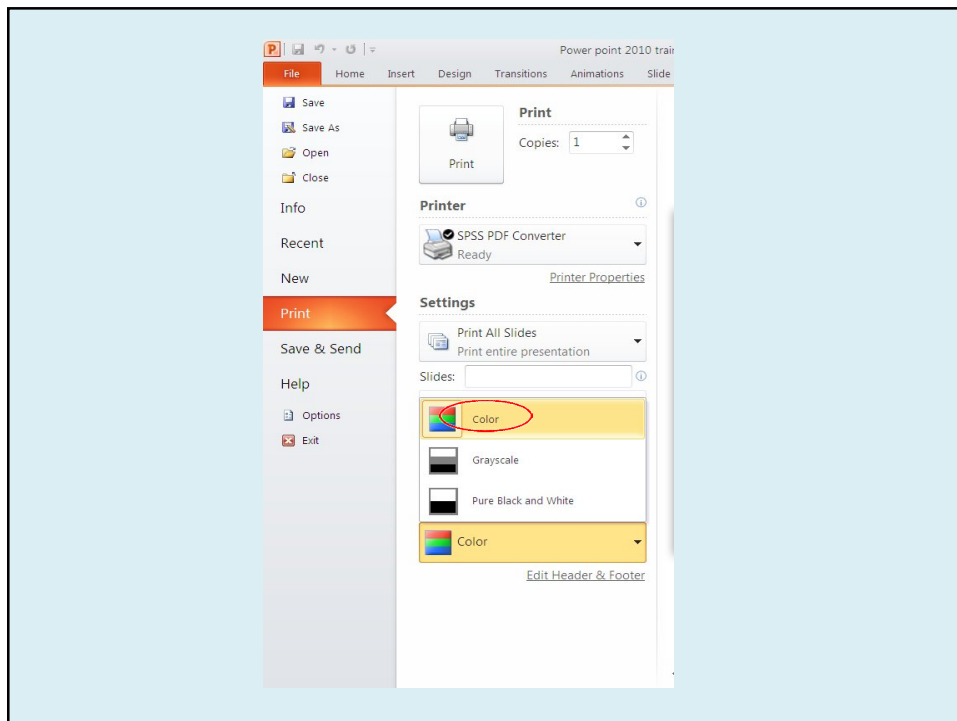 Power point 2010 train
File Home Insert Design Transitions Animations Slide
Save
Save As
Open
Close
Info
Recent
New
Print
Save & Send
Help
Options
Exit
Print
Print
Copies: 1
Printer
SPSS PDF Converter
Ready
Printer Properties
Settings
Print All Slides
Print entire presentation
Slides:
Color
Grayscale
Pure Black and White
Color
Edit Header & Footer